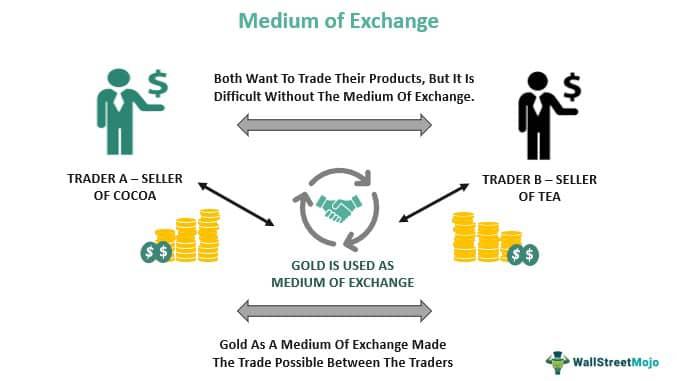 Medium of Exchange
Both Want To Trade Their Products, But It Is
Difficult Without The Medium Of Exchange.
$
$
TRADER A – SELLER
OF COCOA
TRADER B – SELLER
OF TEA
$ $
$ $
GOLD IS USED AS
MEDIUM OF EXCHANGE
Gold As A Medium Of Exchange Made
The Trade Possible Between The Traders
WallStreetMojo